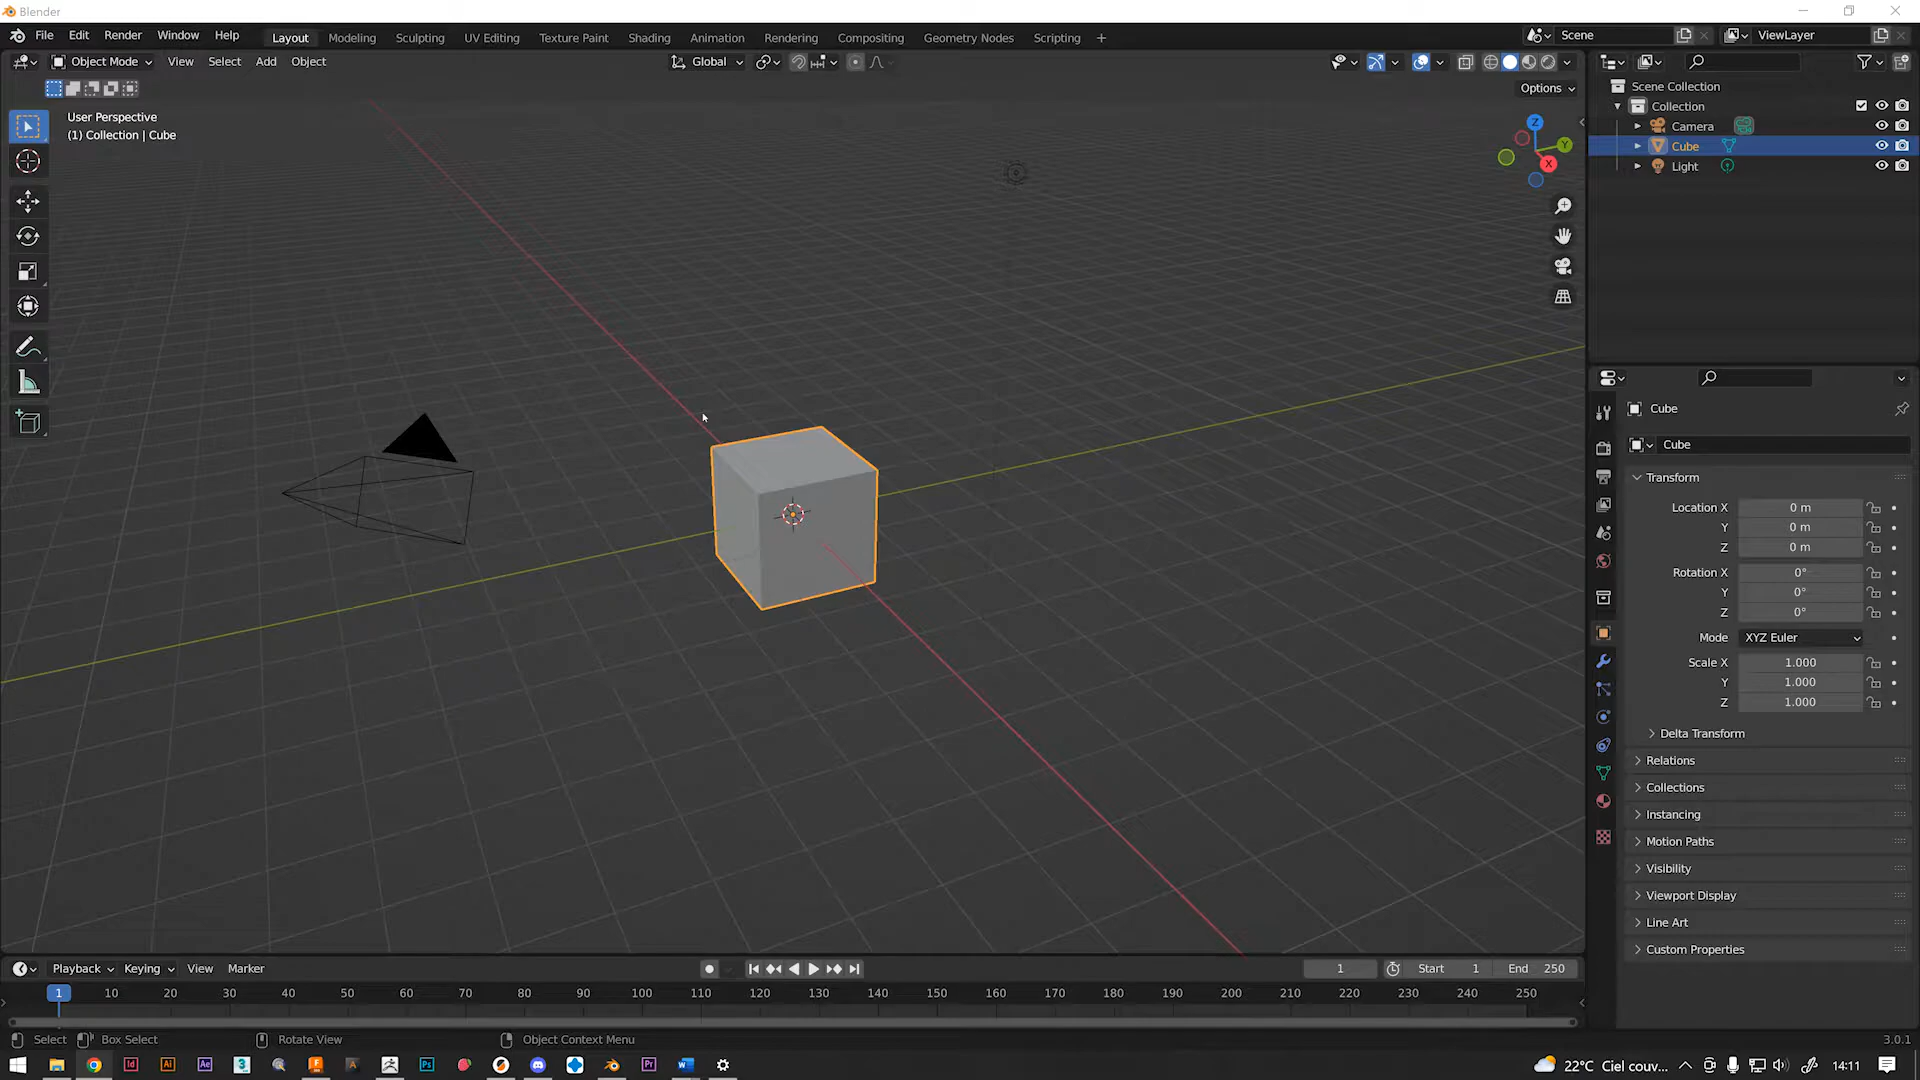 Blender
File Edit Render Window Help
Layout Modeling Sculpting UV Editing Texture Paint Shading Animation Rendering Compositing Geometry Nodes Scripting +
Scene
ViewLayer
Object Mode View Select Add Object
Global
Options
User Perspective
(1) Collection | Cube
Z
Y
X
Scene Collection
Collection
Camera
Cube
Light
Cube
Cube
Transform
Location X 0 m
Y 0 m
Z 0 m
Rotation X 0°
Y 0°
Z 0°
Mode XYZ Euler
Scale X 1.000
Y 1.000
Z 1.000
Delta Transform
Relations
Collections
Instancing
Motion Paths
Visibility
Viewport Display
Line Art
Custom Properties
Playback Keying View Marker
1 Start 1 End 250
1 10 20 30 40 50 60 70 80 90 100 110 120 130 140 150 160 170 180 190 200 210 220 230 240 250
Select Box Select Rotate View Object Context Menu 3.0.1
Id Ai Ae 3 F A Ps Pr W
22°C Ciel couv... 14:11